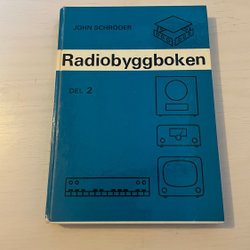 JOHN SCHRÖDER
Radiobyggboken
DEL 2